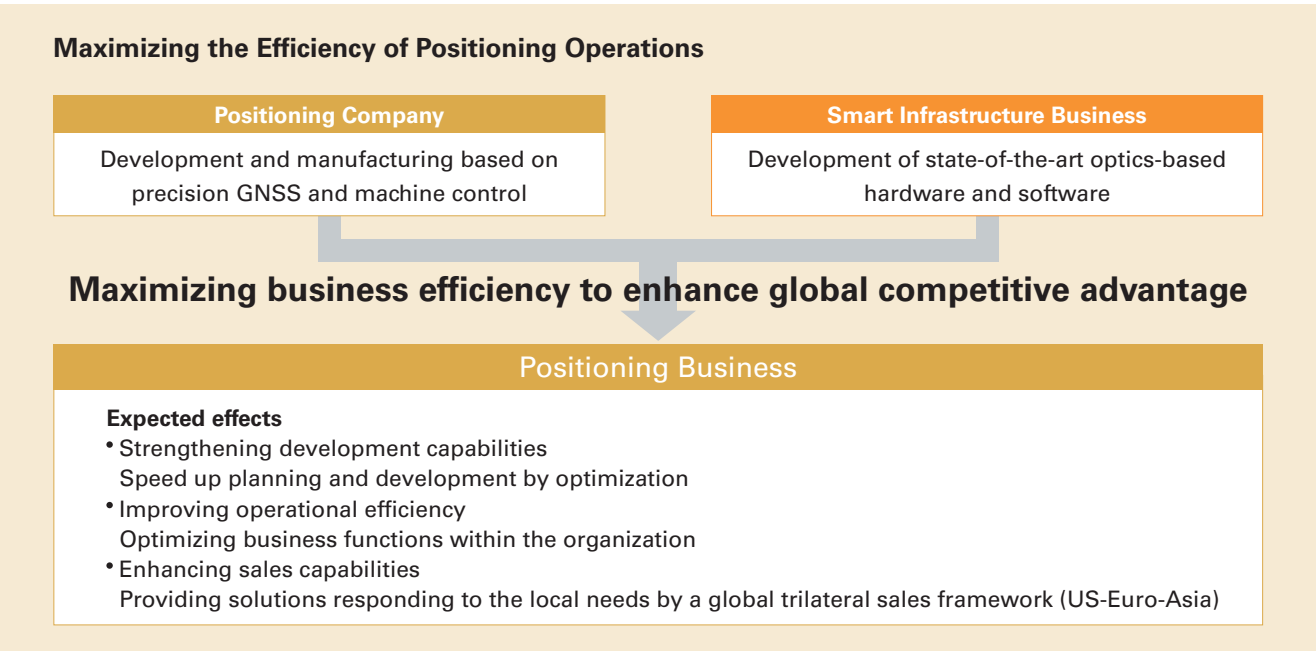 Maximizing the Efficiency of Positioning Operations
Positioning Company
Development and manufacturing based on
precision GNSS and machine control
Smart Infrastructure Business
Development of state-of-the-art optics-based
hardware and software
Maximizing business efficiency to enhance global competitive advantage
Positioning Business
Expected effects
• Strengthening development capabilities
Speed up planning and development by optimization
• Improving operational efficiency
Optimizing business functions within the organization
• Enhancing sales capabilities
Providing solutions responding to the local needs by a global trilateral sales framework (US-Euro-Asia)